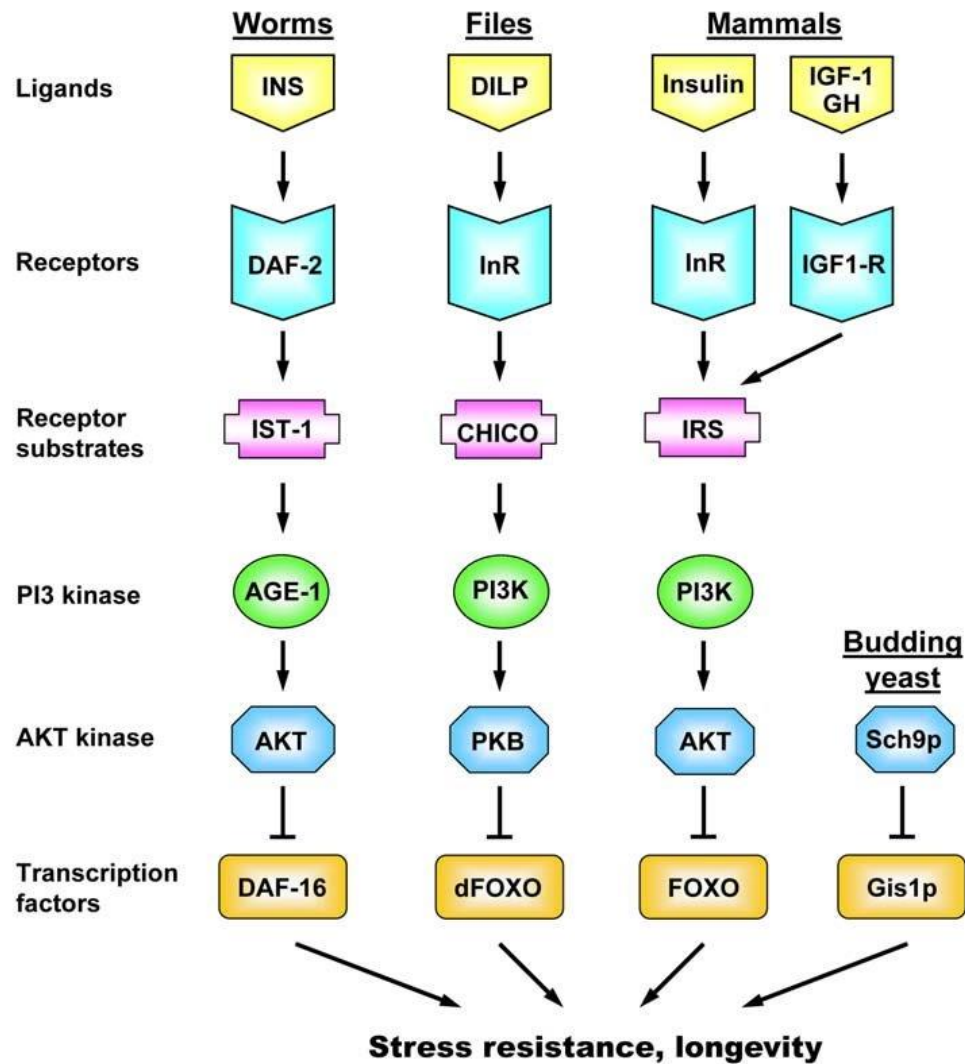 Worms
Files
Mammals
Ligands
INS
DILP
Insulin
IGF-1
GH
Receptors
DAF-2
InR
InR
IGF1-R
Receptor
substrates
IST-1
CHICO
IRS
PI3 kinase
AGE-1
PI3K
PI3K
Budding
yeast
AKT kinase
AKT
PKB
AKT
Sch9p
Transcription
factors
DAF-16
dFOXO
FOXO
Gis1p
Stress resistance, longevity